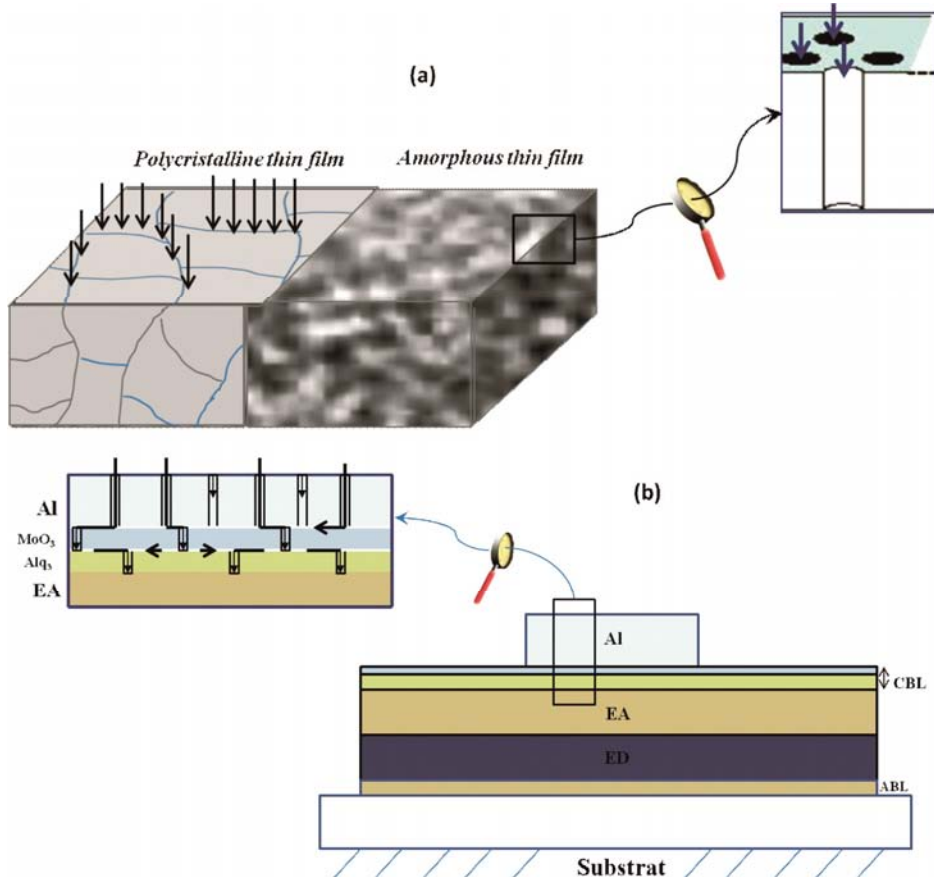 (a)
Polycristalline thin film
Amorphous thin film
(b)
Al
MoO₃
Alq₃
EA
Al
CBL
EA
ED
ABL
Substrat